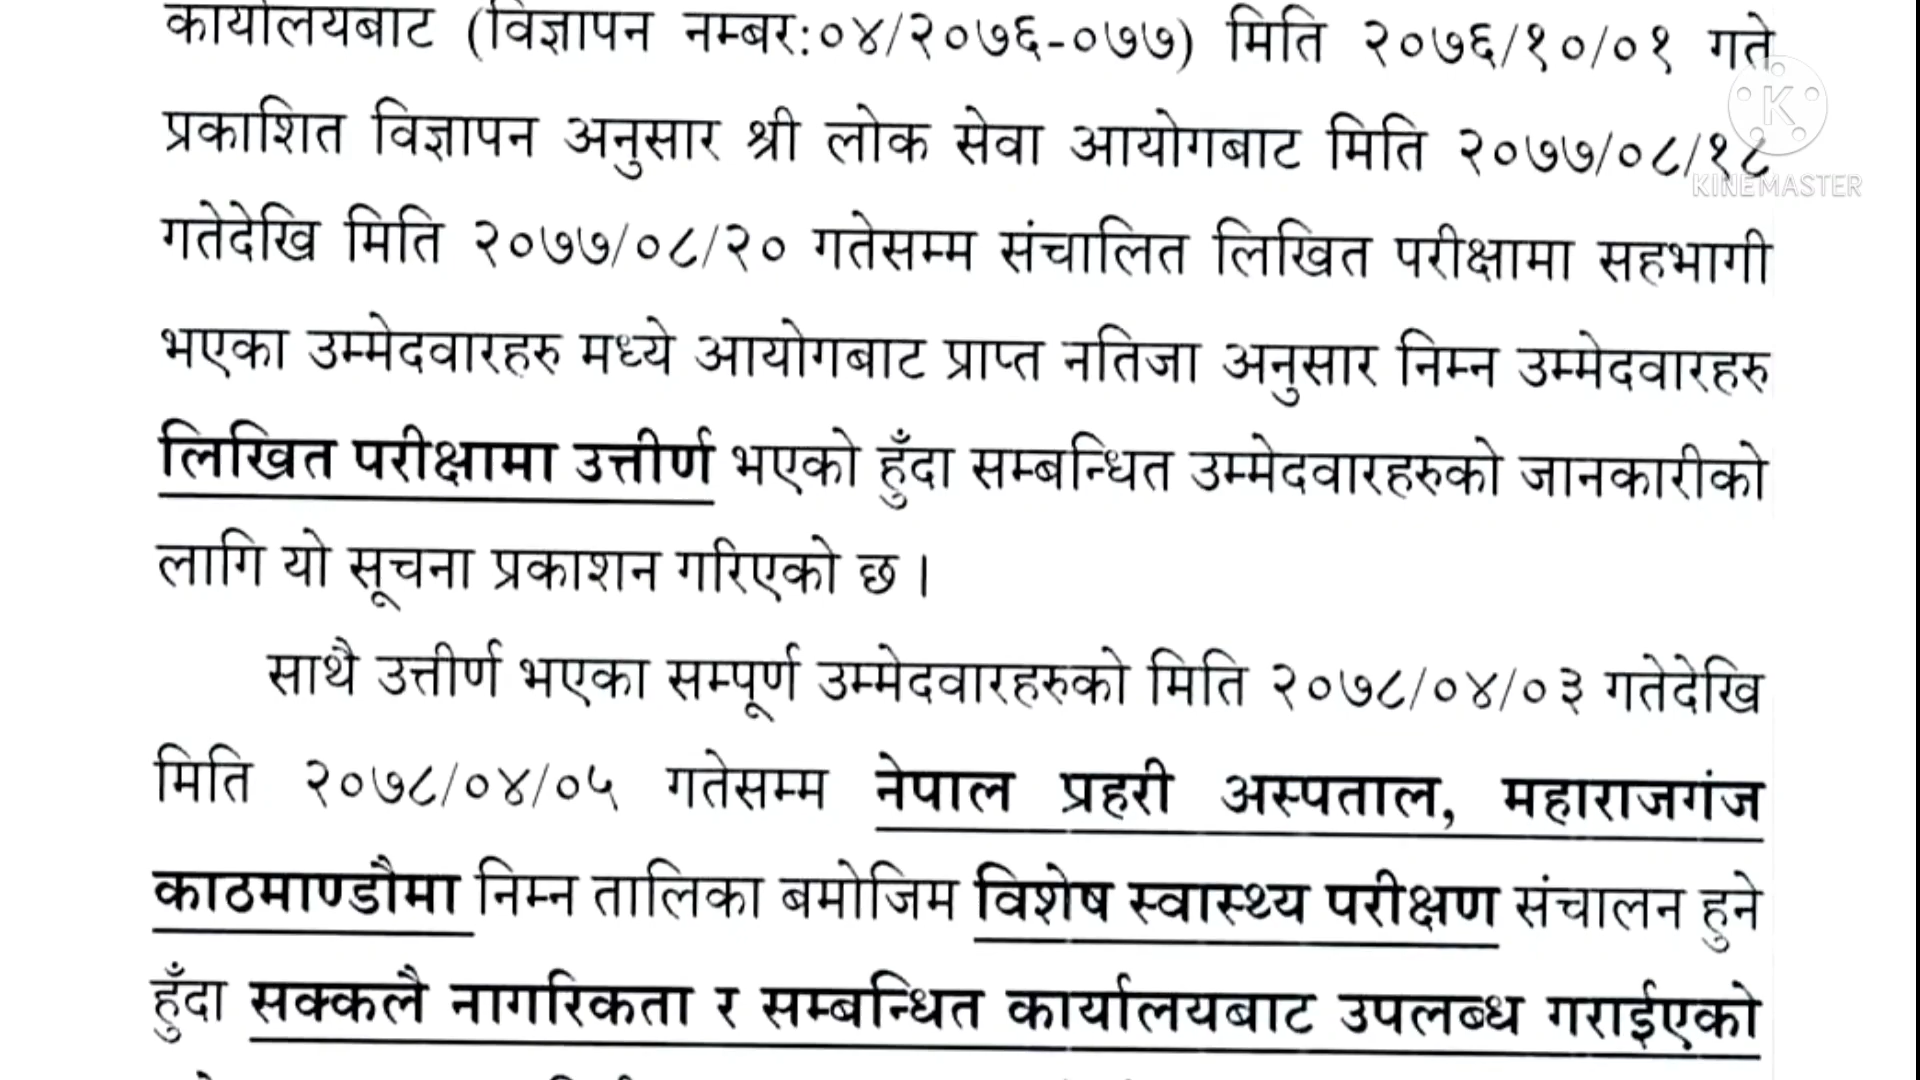 कार्यालयबाट (विज्ञापन नम्बर:०४/२०७६-०७७) मिति २०७६/१०/०१ गते
प्रकाशित विज्ञापन अनुसार श्री लोक सेवा आयोगबाट मिति २०७७/०८/१८
KINEMASTER
गतेदेखि मिति २०७७/०८/२० गतेसम्म संचालित लिखित परीक्षामा सहभागी
भएका उम्मेदवारहरु मध्ये आयोगबाट प्राप्त नतिजा अनुसार निम्न उम्मेदवारहरु
लिखित परीक्षामा उत्तीर्ण भएको हुँदा सम्बन्धित उम्मेदवारहरुको जानकारीको
लागि यो सूचना प्रकाशन गरिएको छ ।
साथै उत्तीर्ण भएका सम्पूर्ण उम्मेदवारहरुको मिति २०७८/०४/०३ गतेदेखि
मिति २०७८/०४/०५ गतेसम्म नेपाल प्रहरी अस्पताल, महाराजगंज
काठमाण्डौमा निम्न तालिका बमोजिम विशेष स्वास्थ्य परीक्षण संचालन हुने
हुँदा सक्कलै नागरिकता र सम्बन्धित कार्यालयबाट उपलब्ध गराईएको